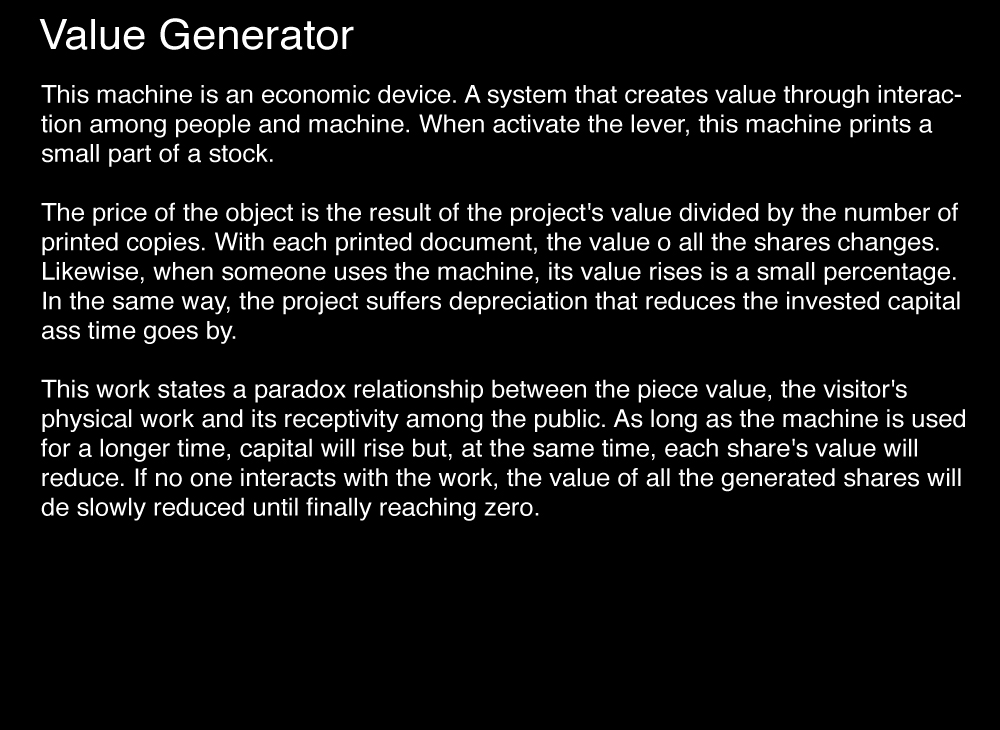 Value Generator
This machine is an economic device. A system that creates value through interac-
tion among people and machine. When activate the lever, this machine prints a
small part of a stock.
The price of the object is the result of the project's value divided by the number of
printed copies. With each printed document, the value o all the shares changes.
Likewise, when someone uses the machine, its value rises is a small percentage.
In the same way, the project suffers depreciation that reduces the invested capital
ass time goes by.
This work states a paradox relationship between the piece value, the visitor's
physical work and its receptivity among the public. As long as the machine is used
for a longer time, capital will rise but, at the same time, each share's value will
reduce. If no one interacts with the work, the value of all the generated shares will
de slowly reduced until finally reaching zero.